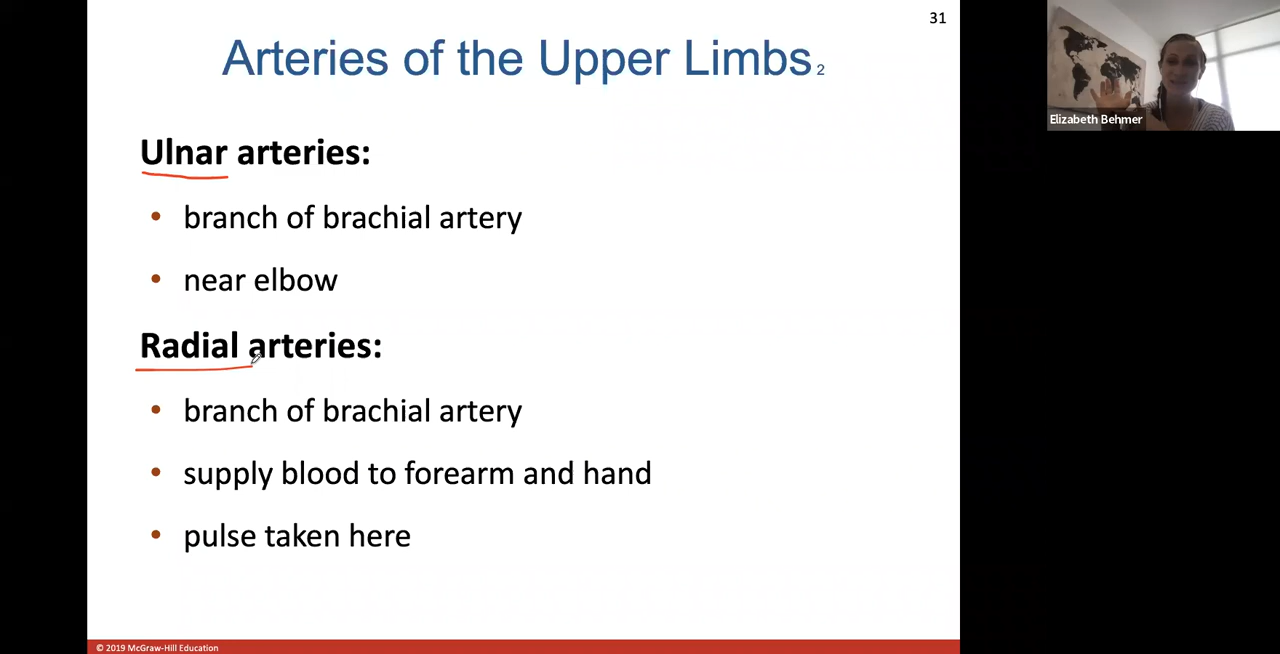 31
Arteries of the Upper Limbs 2
Elizabeth Behmer
Ulnar arteries:
• branch of brachial artery
• near elbow
Radial arteries:
• branch of brachial artery
• supply blood to forearm and hand
• pulse taken here
© 2019 McGraw-Hill Education